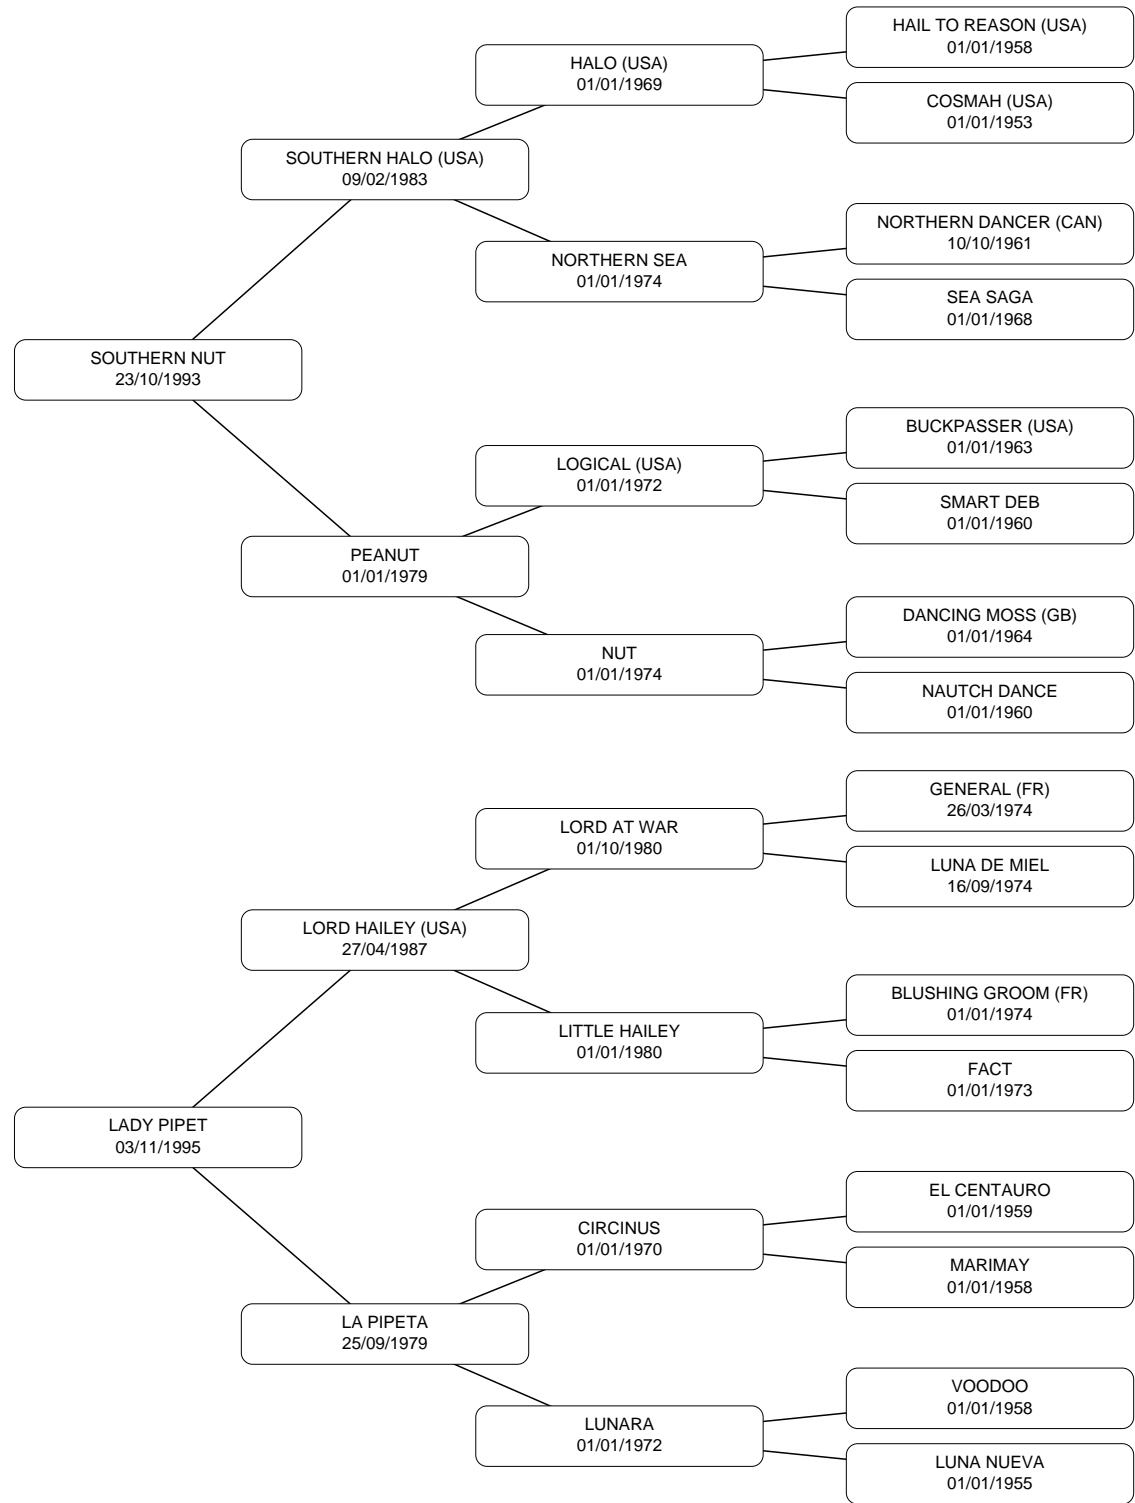 HAIL TO REASON (USA)
01/01/1958
HALO (USA)
01/01/1969
COSMAH (USA)
01/01/1953
SOUTHERN HALO (USA)
09/02/1983
NORTHERN DANCER (CAN)
10/10/1961
NORTHERN SEA
01/01/1974
SEA SAGA
01/01/1968
SOUTHERN NUT
23/10/1993
BUCKPASSER (USA)
01/01/1963
LOGICAL (USA)
01/01/1972
SMART DEB
01/01/1960
PEANUT
01/01/1979
DANCING MOSS (GB)
01/01/1964
NUT
01/01/1974
NAUTCH DANCE
01/01/1960
GENERAL (FR)
26/03/1974
LORD AT WAR
01/10/1980
LUNA DE MIEL
16/09/1974
LORD HAILEY (USA)
27/04/1987
BLUSHING GROOM (FR)
01/01/1974
LITTLE HAILEY
01/01/1980
FACT
01/01/1973
LADY PIPET
03/11/1995
EL CENTAURO
01/01/1959
CIRCINUS
01/01/1970
MARIMAY
01/01/1958
LA PIPETA
25/09/1979
VOODOO
01/01/1958
LUNARA
01/01/1972
LUNA NUEVA
01/01/1955